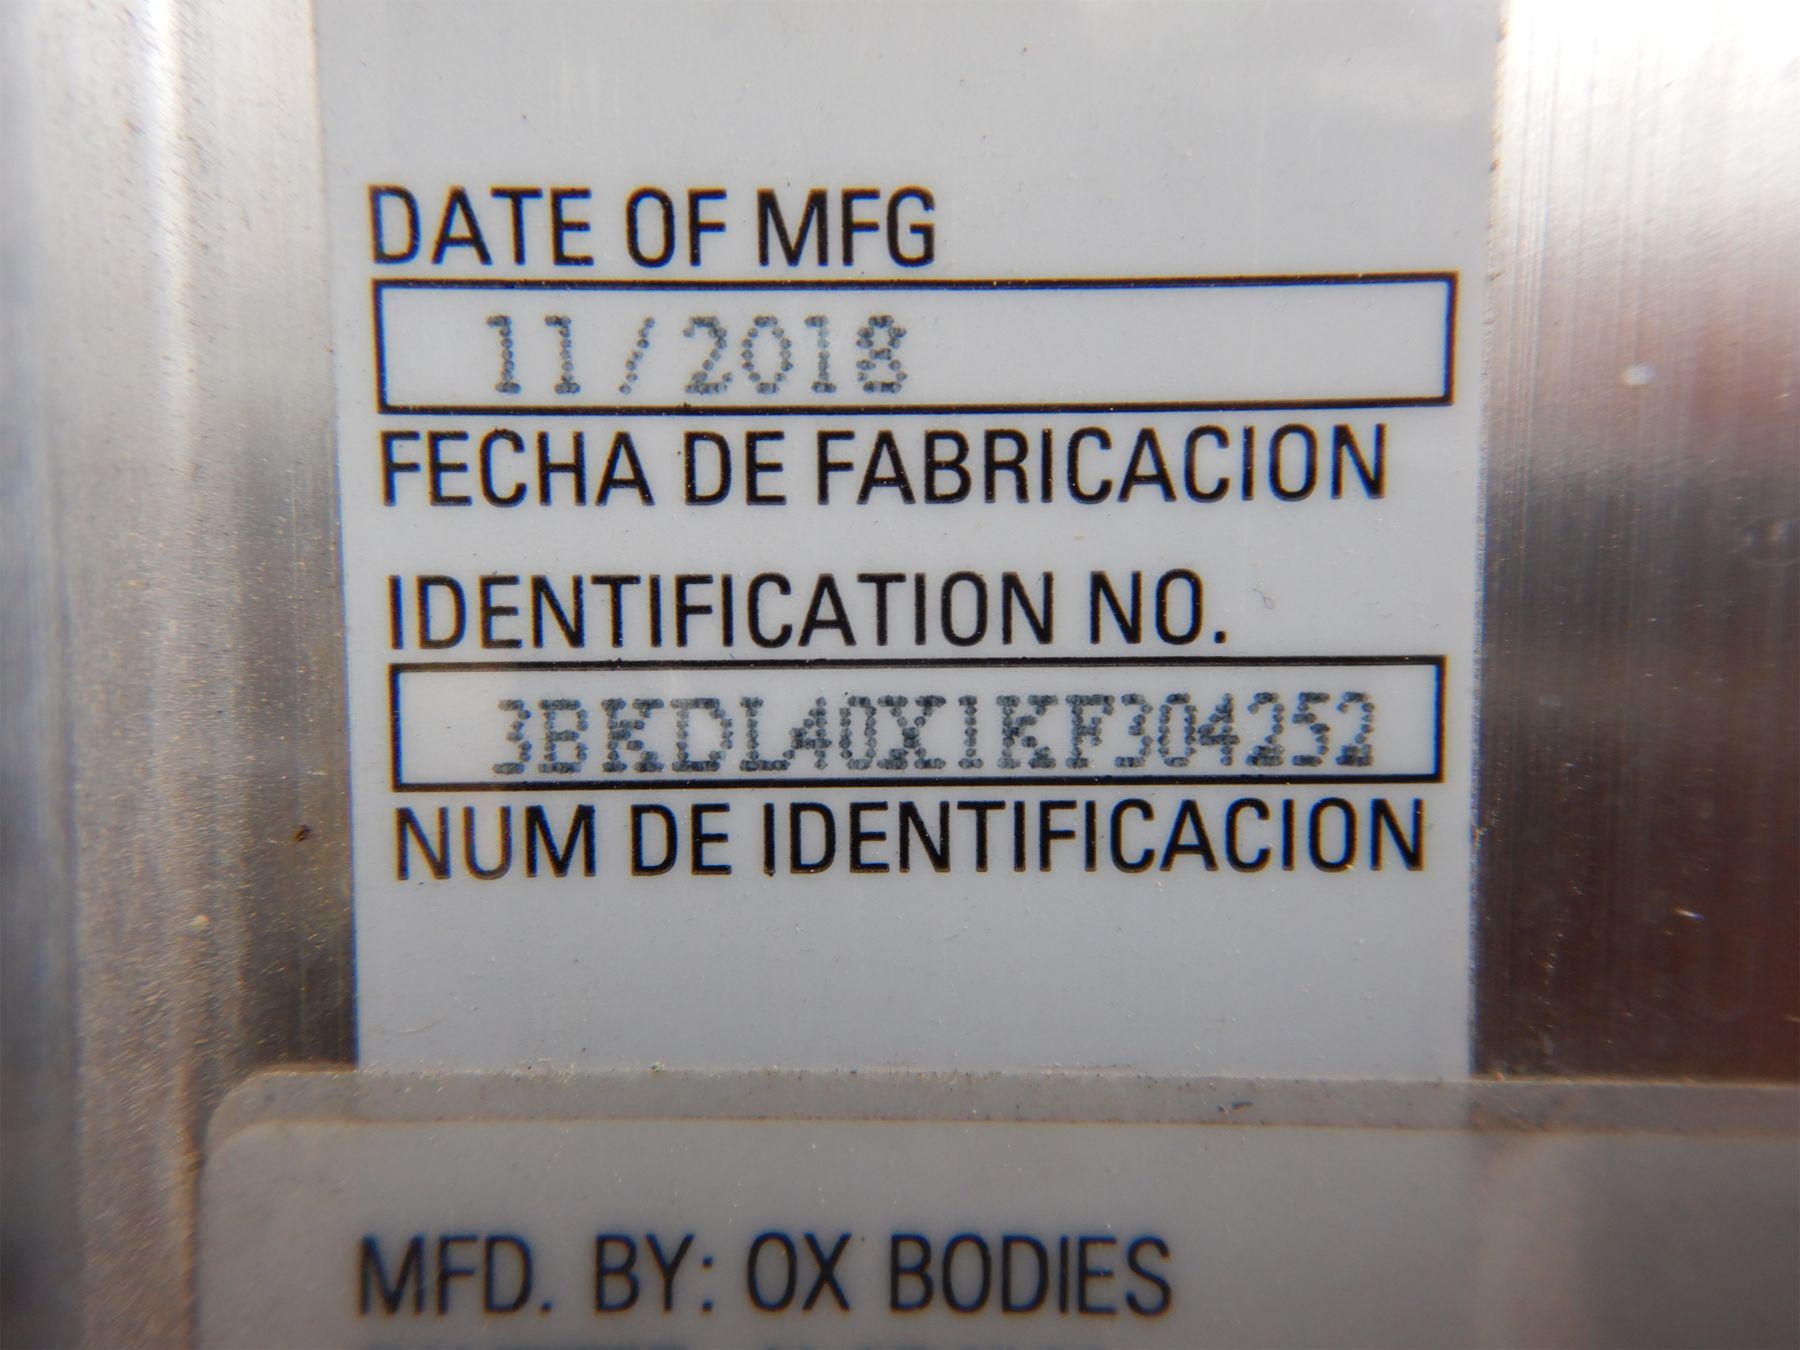 DATE OF MFG
11/2018
FECHA DE FABRICACION
IDENTIFICATION NO.
3BKDL40X1KF304252
NUM DE IDENTIFICACION
MFD. BY: OX BODIES